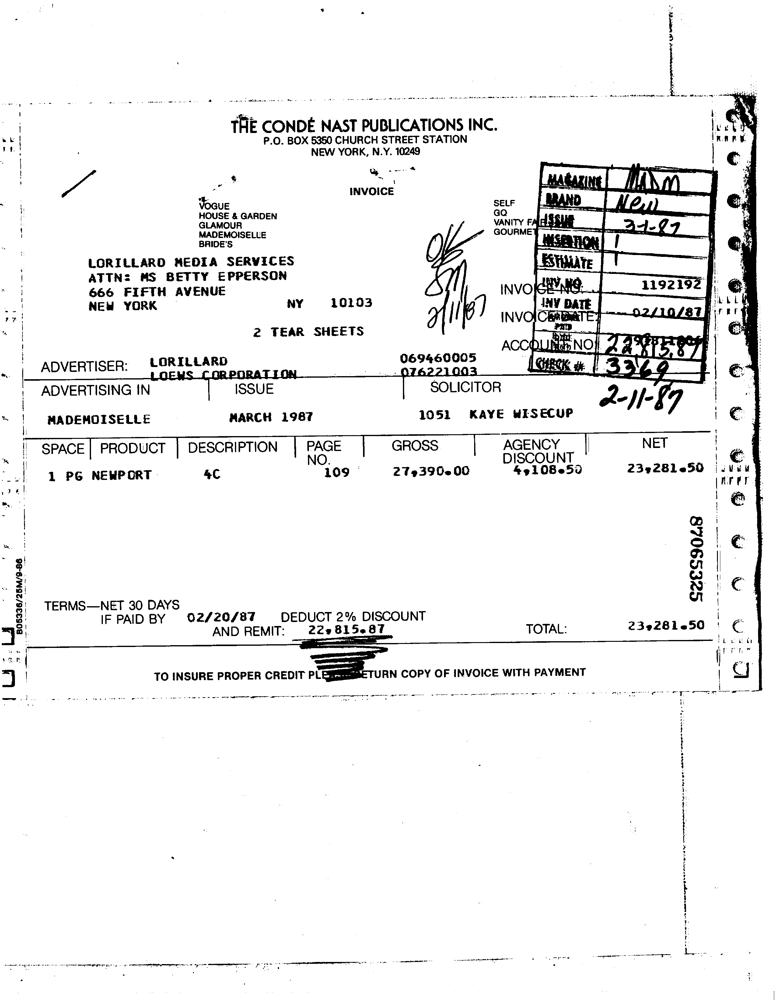 THE CONDÉ NAST PUBLICATIONS INC.
P.O. BOX 5350 CHURCH STREET STATION
NEW YORK, N.Y. 10249
INVOICE
VOGUE
HOUSE & GARDEN
GLAMOUR
MADEMOISELLE
BRIDE'S
SELF
GQ
VANITY FA
GOURMET
MAGAZINE MADM
BRAND New
ISSUE 3-1-87
INSERTION 1
ESTIMATE 1
INV. NO.
INV DATE
CHECK # 3369
2-11-87
OK
2/11/87
LORILLARD MEDIA SERVICES
ATTN: MS BETTY EPPERSON
666 FIFTH AVENUE
NEW YORK NY 10103
2 TEAR SHEETS
INVOICE NO. 1192192
INVOICE DATE: 02/10/87
ACCOUNT NO 22815.87
ADVERTISER: LORILLARD 069460005
LOEWS CORPORATION 076221003
ADVERTISING IN ISSUE SOLICITOR
MADEMOISELLE MARCH 1987 1051 KAYE WISECUP
SPACE PRODUCT DESCRIPTION PAGE NO. GROSS AGENCY DISCOUNT NET
1 PG NEWPORT 4C 109 27,390.00 4,108.50 23,281.50
87065325
B05336/25M/9-86
TERMS—NET 30 DAYS
IF PAID BY 02/20/87 DEDUCT 2% DISCOUNT
AND REMIT: 22,815.87 TOTAL: 23,281.50
TO INSURE PROPER CREDIT PLEASE RETURN COPY OF INVOICE WITH PAYMENT